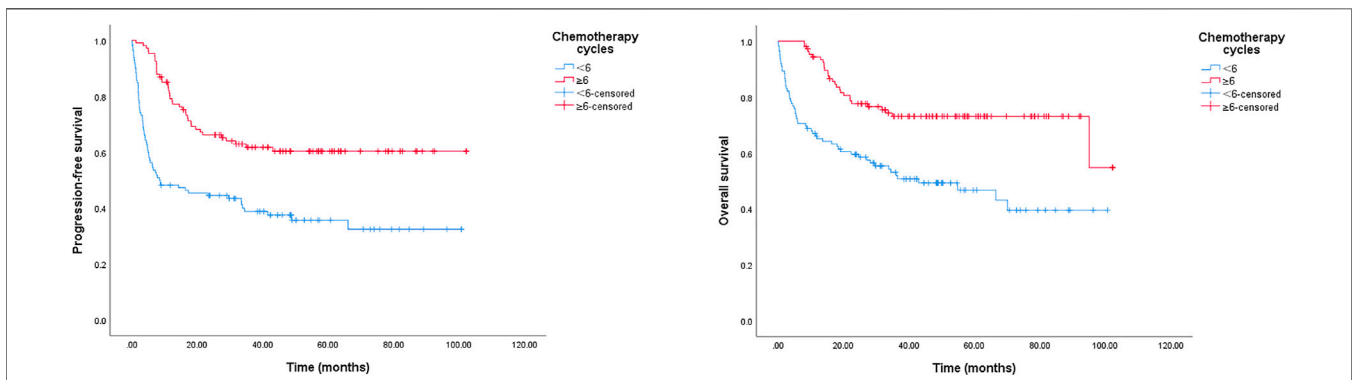 Chemotherapy
cycles
<6
≥6
<6-censored
≥6-censored
Progression-free survival
1.0
0.8
0.6
0.4
0.2
0.0
.00 20.00 40.00 60.00 80.00 100.00 120.00
Time (months)
Chemotherapy
cycles
<6
≥6
<6-censored
≥6-censored
Overall survival
1.0
0.8
0.6
0.4
0.2
0.0
.00 20.00 40.00 60.00 80.00 100.00 120.00
Time (months)